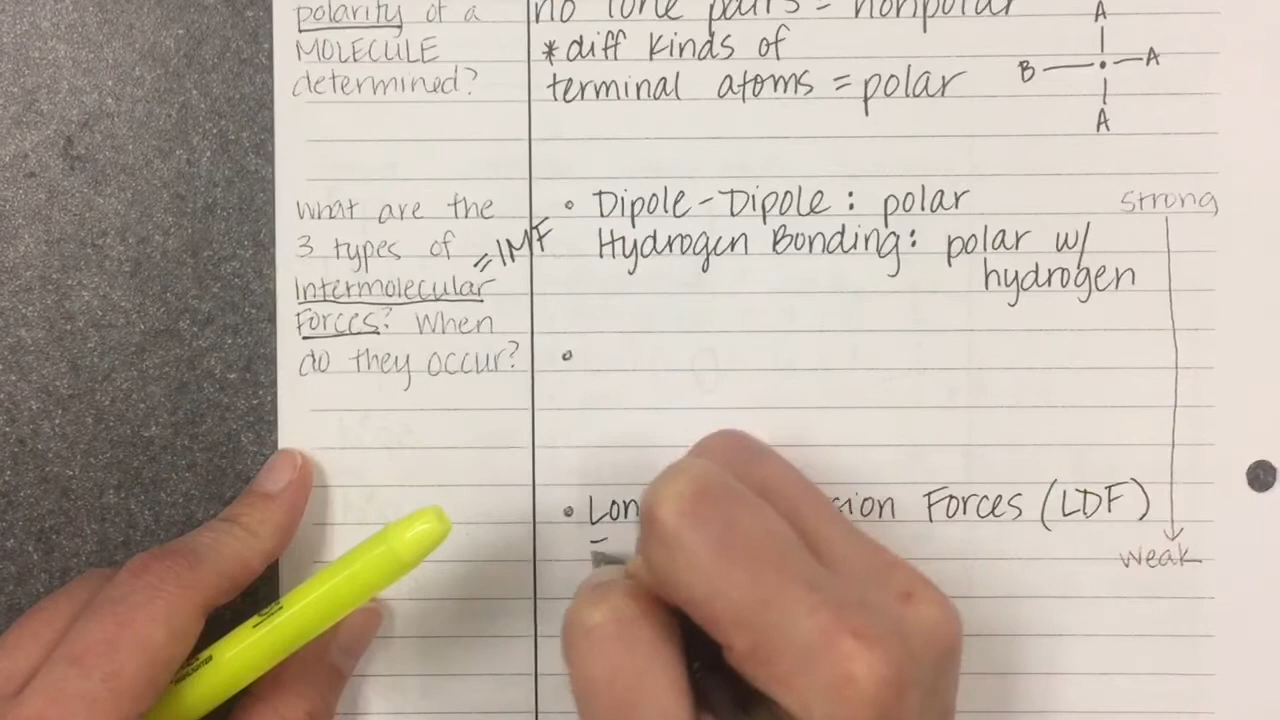 polarity of a
MOLECULE
determined?
no lone pairs = nonpolar
* diff kinds of
terminal atoms = polar
A
B
A
A
What are the
3 types of
= IMF
Intermolecular
Forces? When
do they occur?
• Dipole-Dipole : polar
Hydrogen Bonding: polar w/
hydrogen
Strong
•
• Forces (LDF)
weak